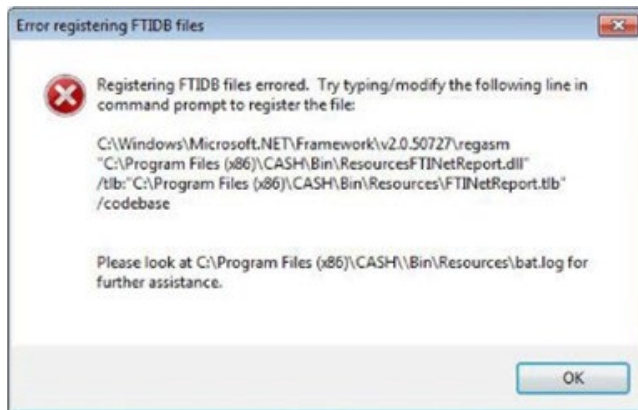 Error registering FTIDB files
Registering FTIDB files errored. Try typing/modify the following line in
command prompt to register the file:
C:\Windows\Microsoft.NET\Framework\v2.0.50727\regasm
"C:\Program Files (x86)\CASH\Bin\ResourcesFTINetReport.dll"
/tlb:"C:\Program Files (x86)\CASH\Bin\Resources\FTINetReport.tlb"
/codebase
Please look at C:\Program Files (x86)\CASH\\Bin\Resources\bat.log for
further assistance.
OK